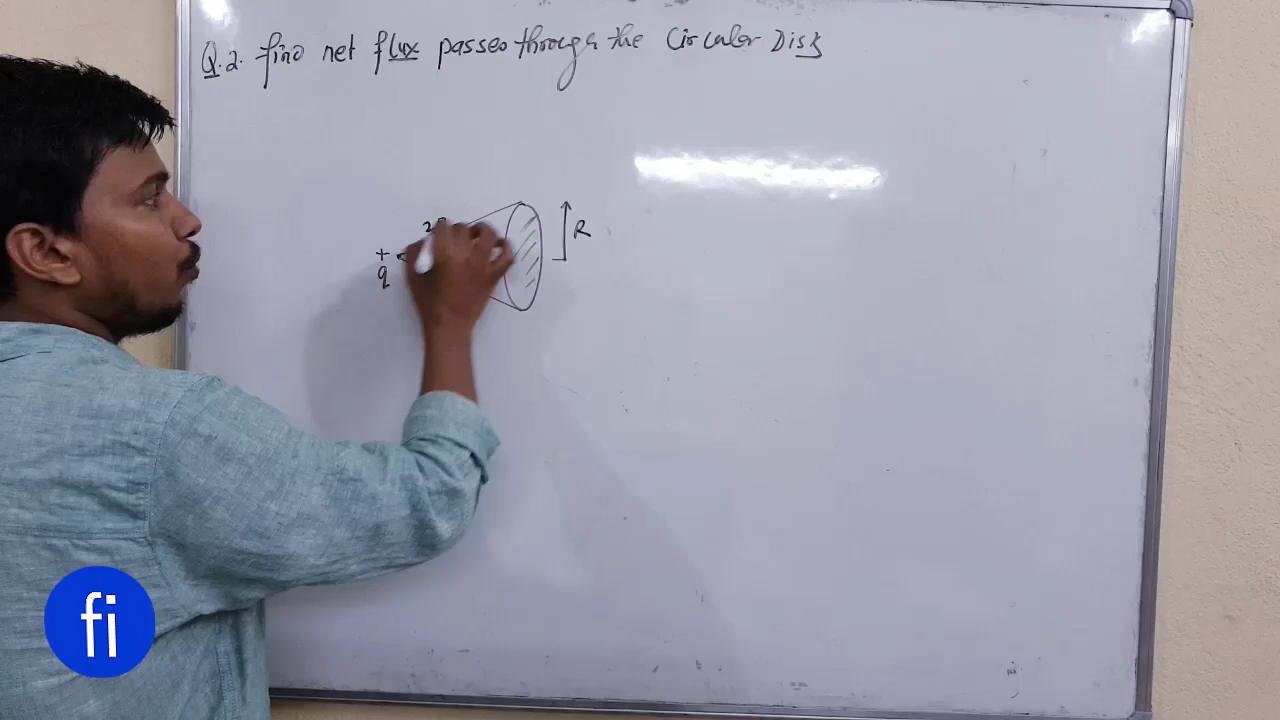 Q.2. find net flux passes through the Circular Disk
R
+
q
fi